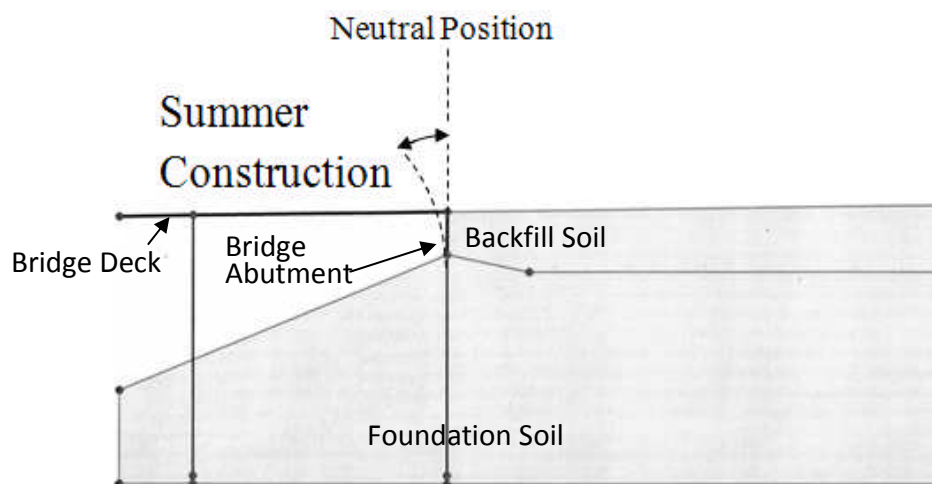 Neutral Position
Summer
Construction
Backfill Soil
Bridge
Abutment
Bridge Deck
Foundation Soil